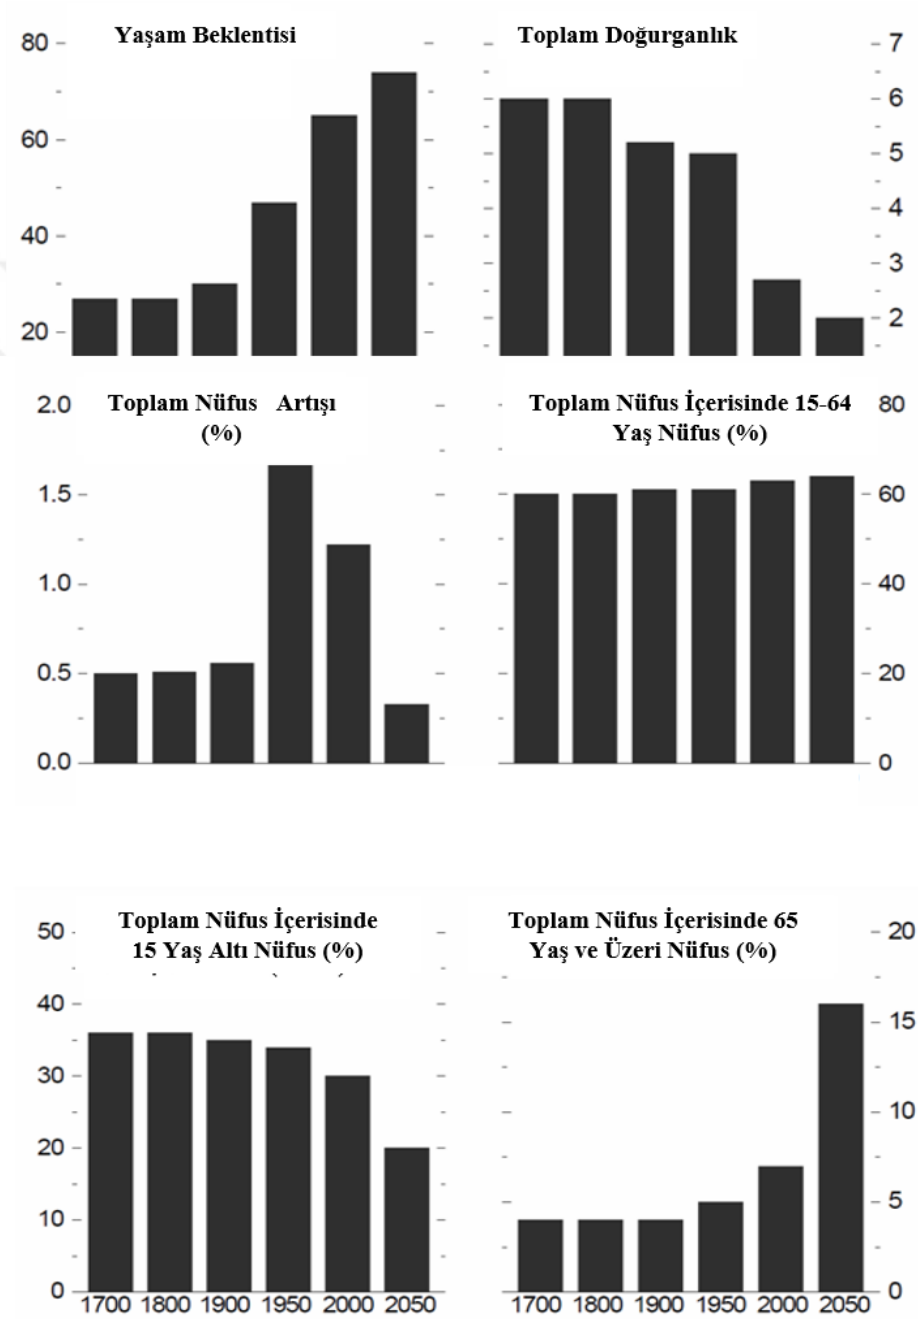 Yaşam Beklentisi
80
60
40
20
Toplam Doğurganlık
7
6
5
4
3
2
Toplam Nüfus Artışı
(%)
2.0
1.5
1.0
0.5
0.0
Toplam Nüfus İçerisinde 15-64
Yaş Nüfus (%)
80
60
40
20
0
Toplam Nüfus İçerisinde
15 Yaş Altı Nüfus (%)
50
40
30
20
10
0
1700 1800 1900 1950 2000 2050
Toplam Nüfus İçerisinde 65
Yaş ve Üzeri Nüfus (%)
20
15
10
5
0
1700 1800 1900 1950 2000 2050